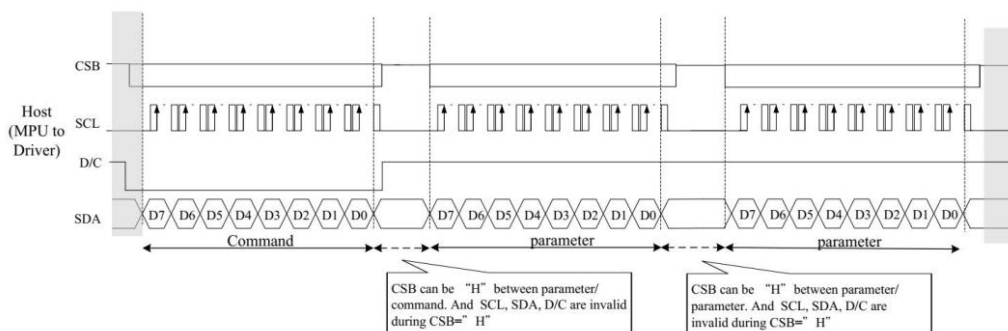 CSB
Host
(MPU to
Driver)
SCL
D/C
SDA
D7 D6 D5 D4 D3 D2 D1 D0
D7 D6 D5 D4 D3 D2 D1 D0
D7 D6 D5 D4 D3 D2 D1 D0
Command
parameter
parameter
CSB can be “H” between parameter/
command. And SCL, SDA, D/C are invalid
during CSB=” H”
CSB can be “H” between parameter/
parameter. And SCL, SDA, D/C are
invalid during CSB=” H”